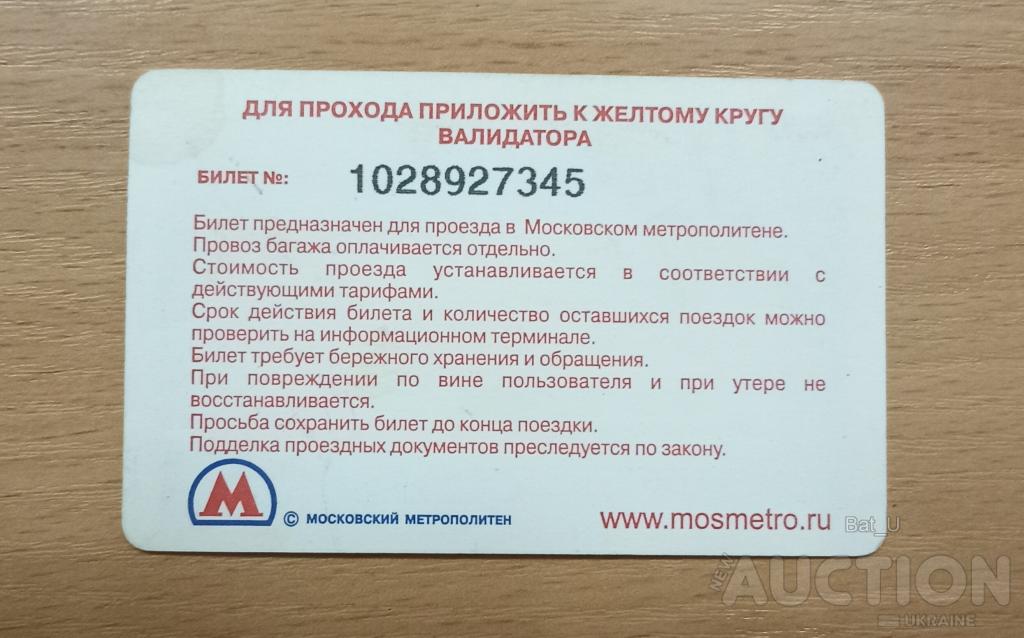 ДЛЯ ПРОХОДА ПРИЛОЖИТЬ К ЖЕЛТОМУ КРУГУ
ВАЛИДАТОРА
БИЛЕТ №: 1028927345
Билет предназначен для проезда в Московском метрополитене.
Провоз багажа оплачивается отдельно.
Стоимость проезда устанавливается в соответствии с
действующими тарифами.
Срок действия билета и количество оставшихся поездок можно
проверить на информационном терминале.
Билет требует бережного хранения и обращения.
При повреждении по вине пользователя и при утере не
восстанавливается.
Просьба сохранить билет до конца поездки.
Подделка проездных документов преследуется по закону.
М
© МОСКОВСКИЙ МЕТРОПОЛИТЕН
www.mosmetro.ru
Bat_U
NEW
AUCTION
UKRAINE